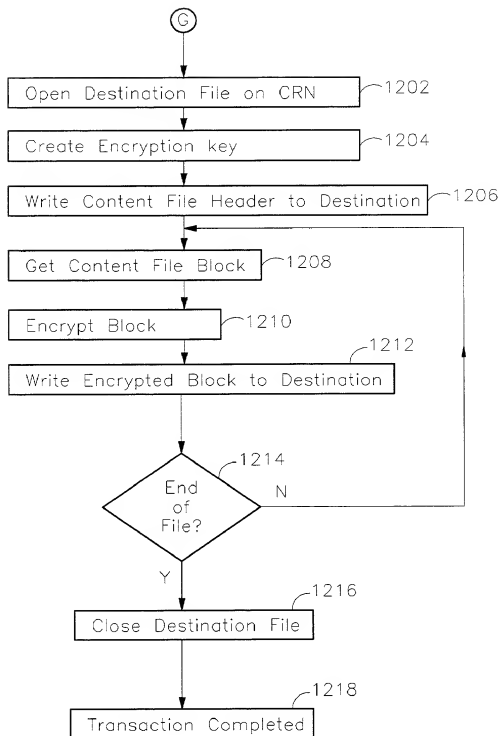 G
Open Destination File on CRN
1202
Create Encryption key
1204
Write Content File Header to Destination
1206
Get Content File Block
1208
Encrypt Block
1210
1212
Write Encrypted Block to Destination
1214
End
of
File?
N
Y
1216
Close Destination File
1218
Transaction Completed